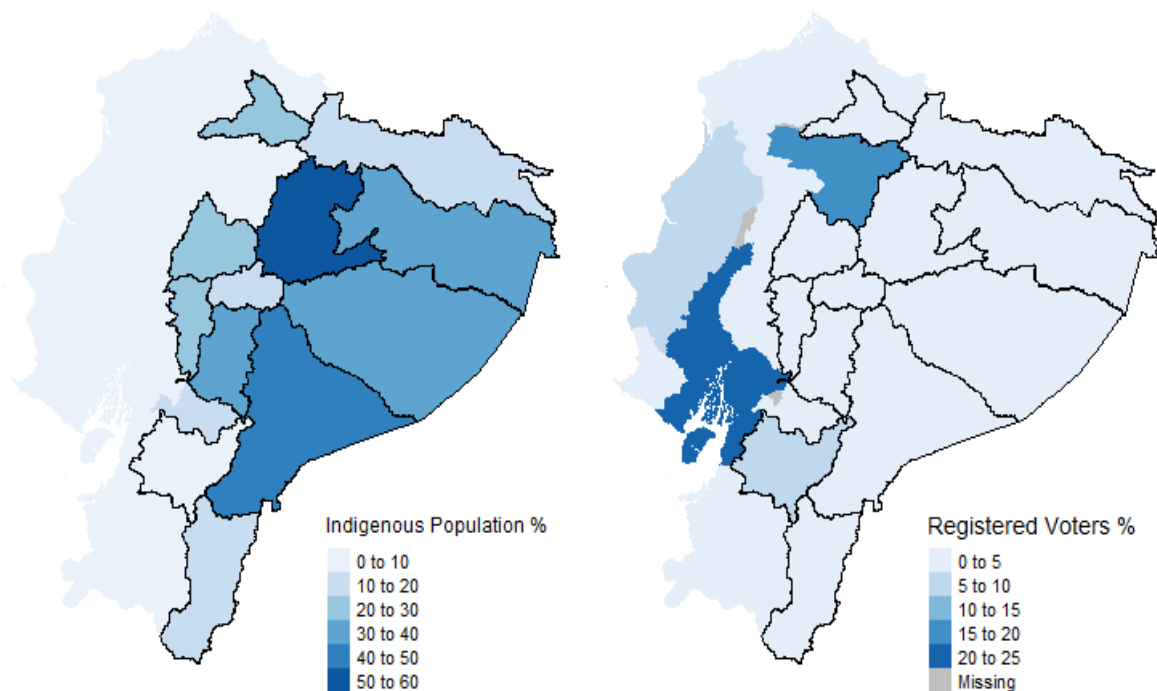 Indigenous Population %
0 to 10
10 to 20
20 to 30
30 to 40
40 to 50
50 to 60
Registered Voters %
0 to 5
5 to 10
10 to 15
15 to 20
20 to 25
Missing